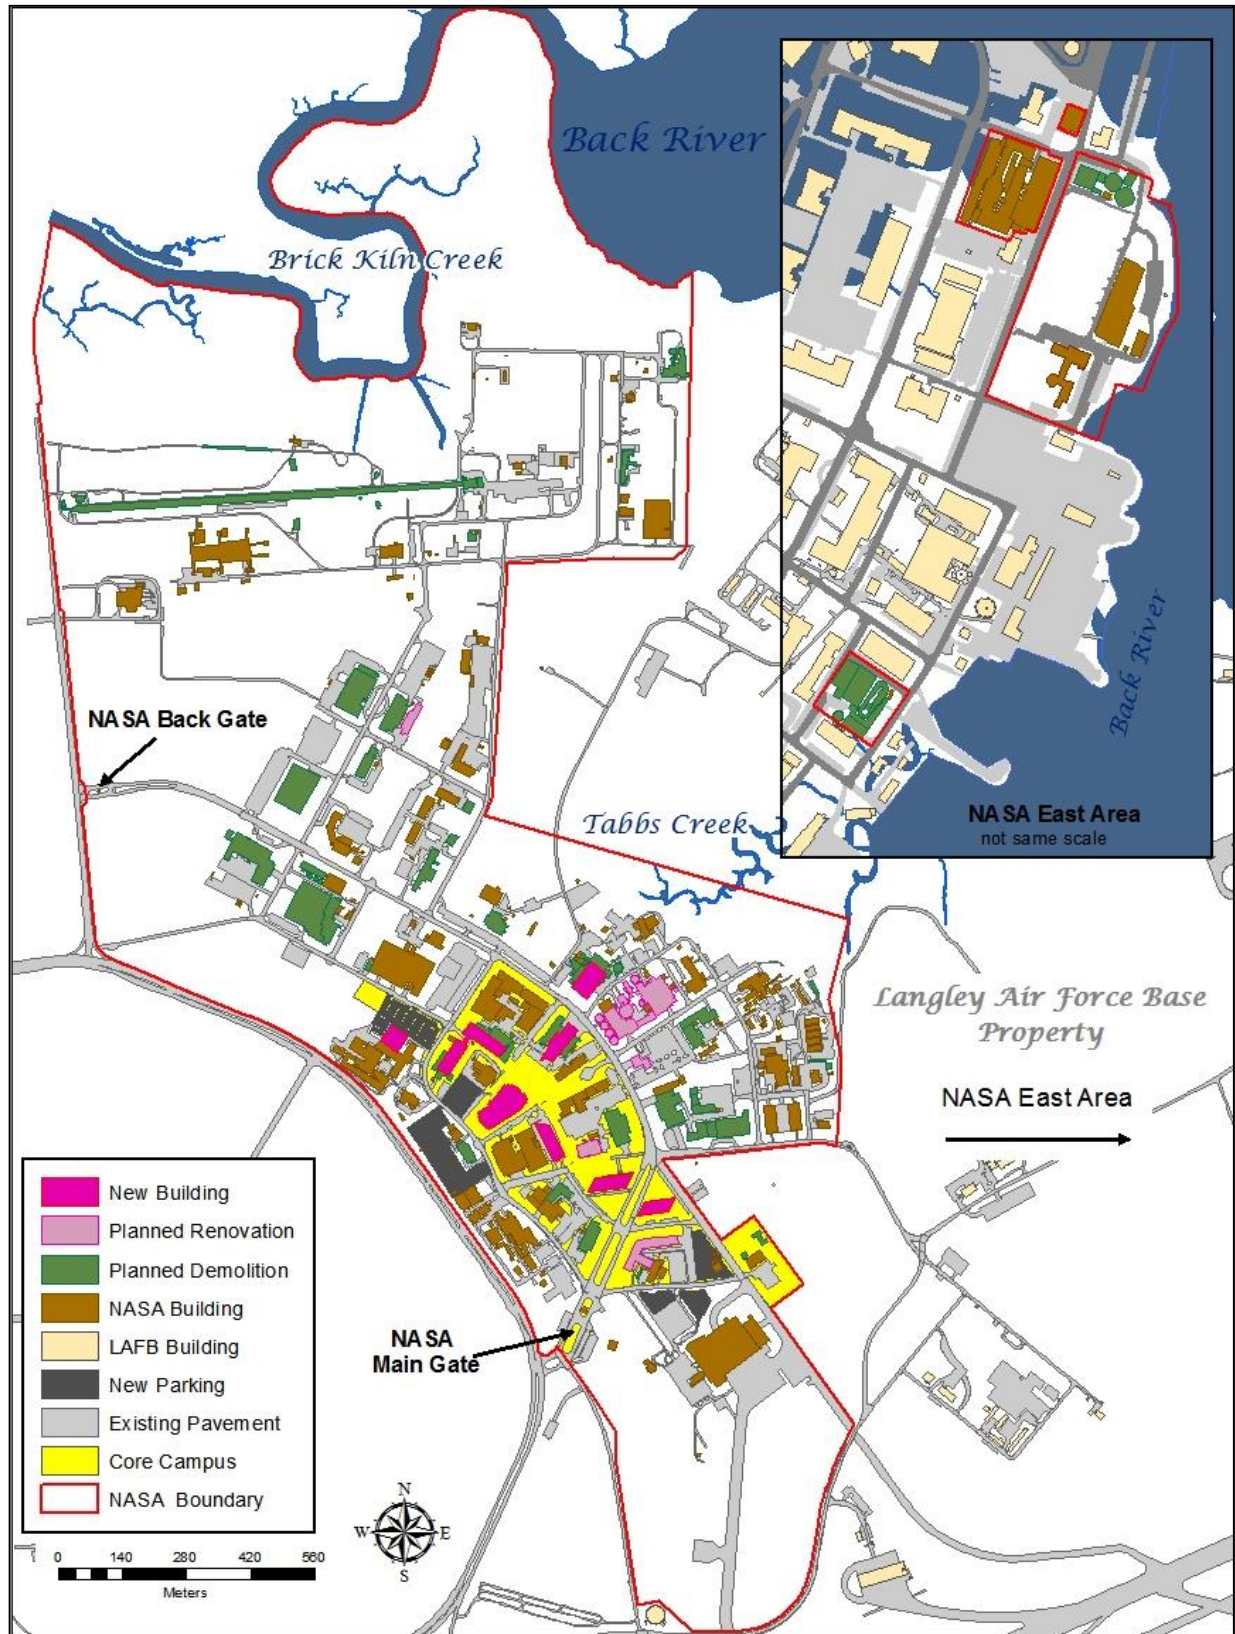 Back River
Brick Kiln Creek
NASA Back Gate
Tabbs Creek
Back River
NASA East Area
not same scale
Langley Air Force Base
Property
NASA East Area
NASA
Main Gate
New Building
Planned Renovation
Planned Demolition
NASA Building
LAFB Building
New Parking
Existing Pavement
Core Campus
NASA Boundary
N
W E
S
0 140 280 420 560
Meters